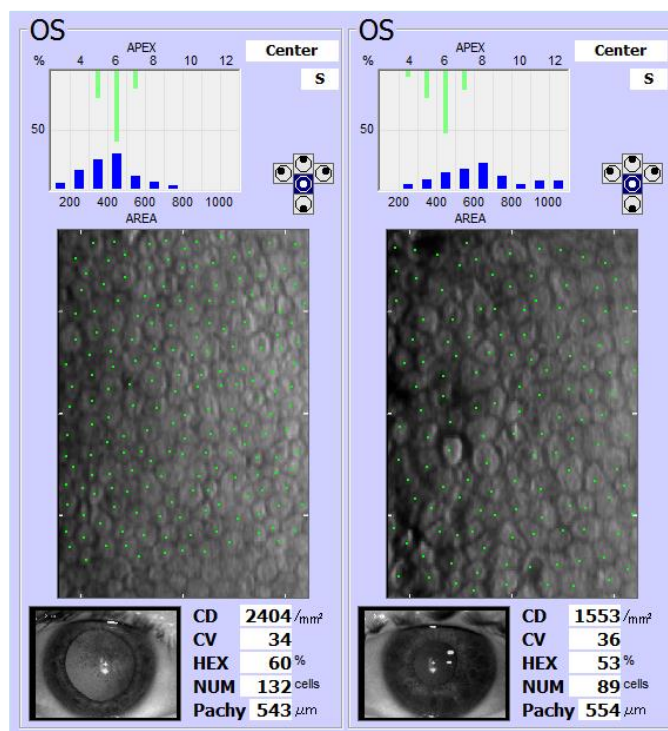 OS
APEX
% 4 6 8 10 12
Center
S
50
200 400 600 800 1000
AREA
CD 2404 /mm²
CV 34
HEX 60 %
NUM 132 cells
Pachy 543 μm
OS
APEX
% 4 6 8 10 12
Center
S
50
200 400 600 800 1000
AREA
CD 1553 /mm²
CV 36
HEX 53 %
NUM 89 cells
Pachy 554 μm